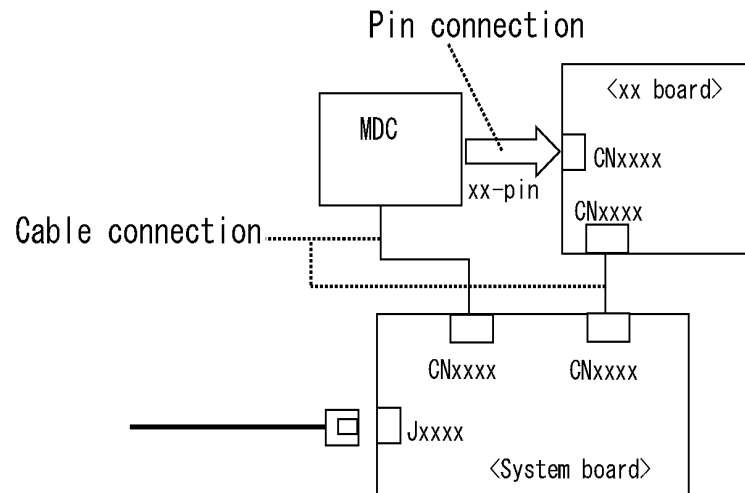 Pin connection
<xx board>
MDC
CNxxxx
xx-pin
CNxxxx
Cable connection
CNxxxx
CNxxxx
Jxxxx
<System board>